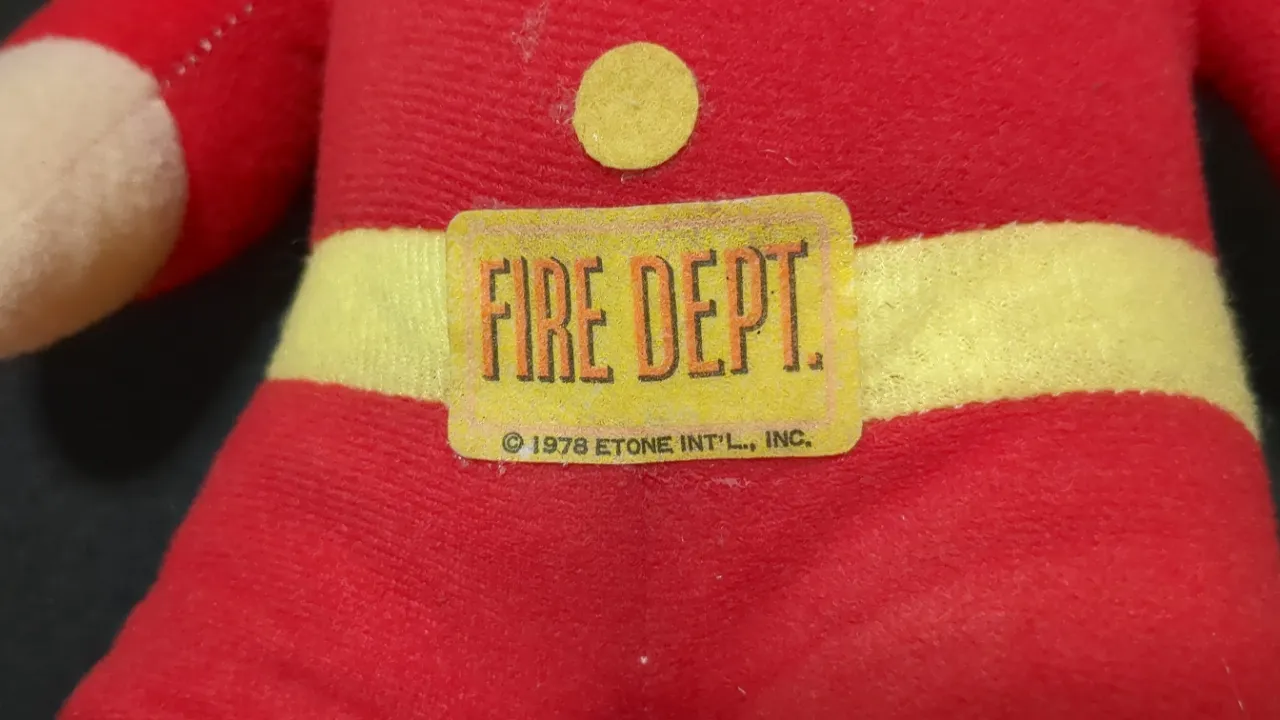 FIRE DEPT.
© 1978 ETONE INT'L., INC.